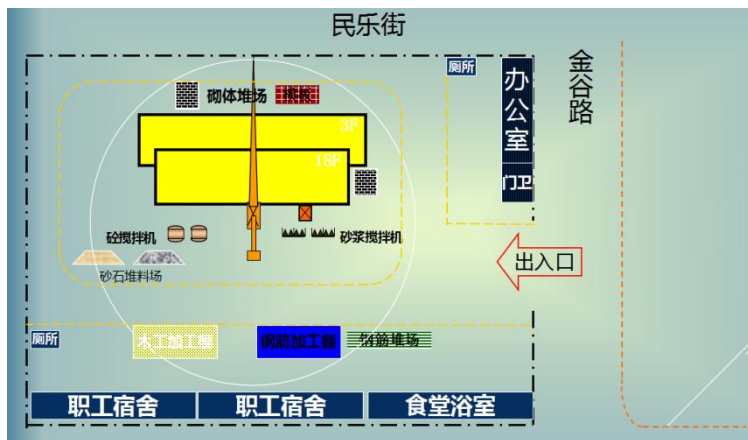 民乐街
厕所
办公室
金谷路
砌体堆场
模板
3F
18F
门卫
砼搅拌机
砂浆搅拌机
砂石堆料场
出入口
厕所
木工加工棚
钢筋加工棚
钢筋堆场
职工宿舍
职工宿舍
食堂浴室